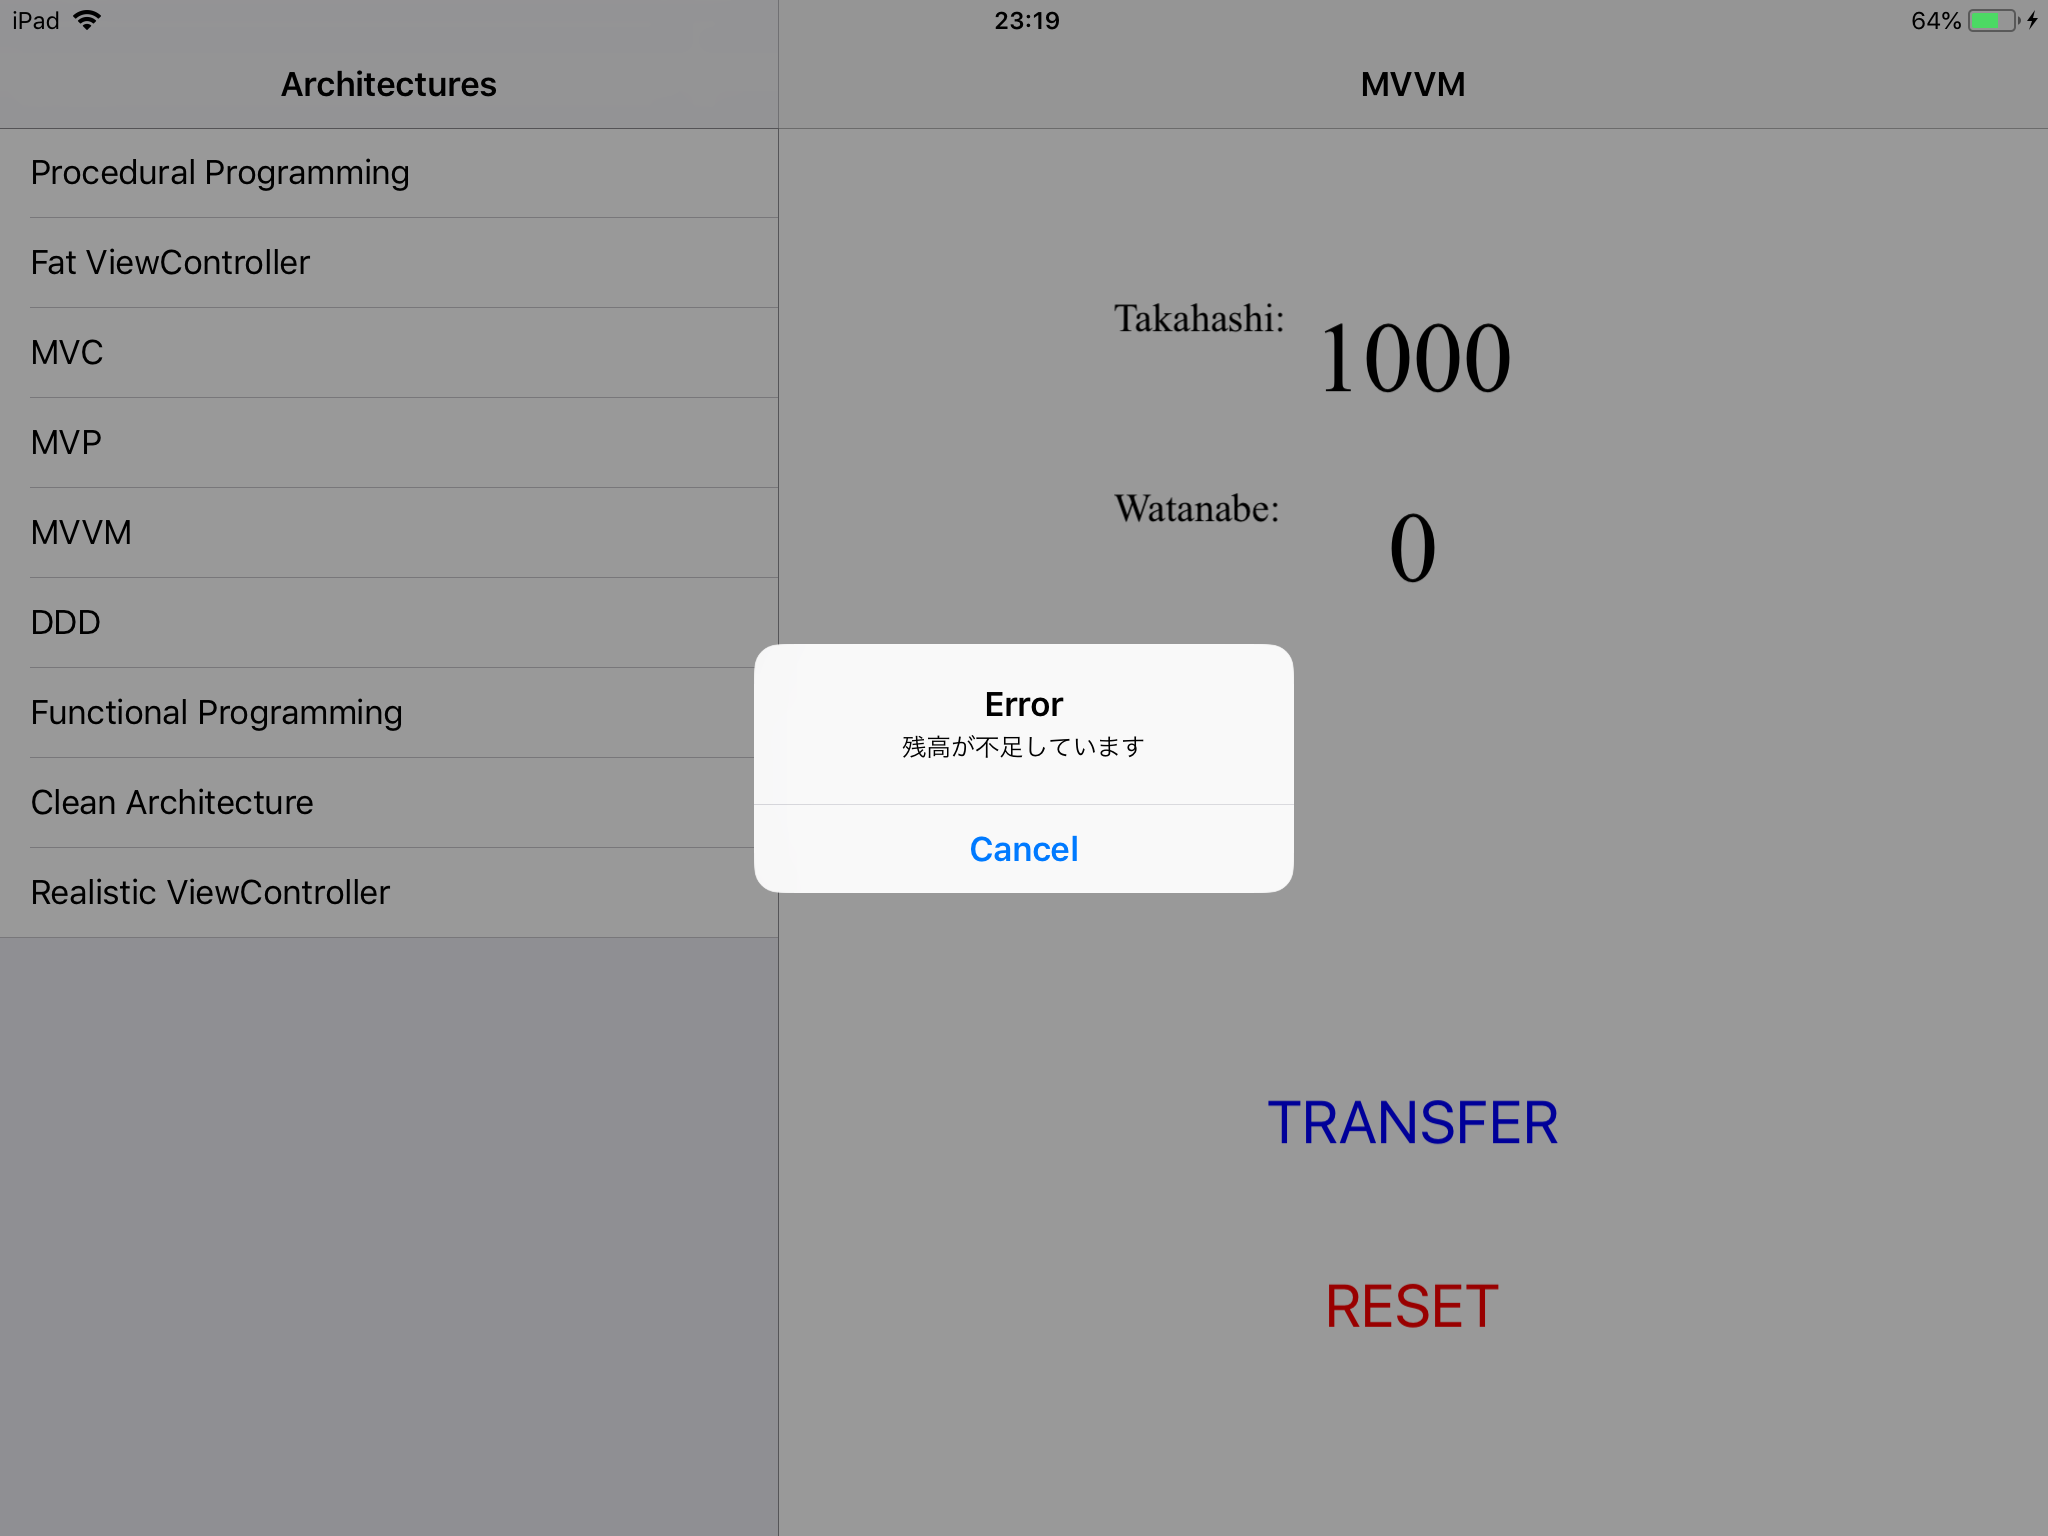 iPad
23:19
64%
Architectures
MVVM
Procedural Programming
Fat ViewController
MVC
MVP
MVVM
DDD
Functional Programming
Clean Architecture
Realistic ViewController
Takahashi:
1000
Watanabe:
0
Error
残高が不足しています
Cancel
TRANSFER
RESET